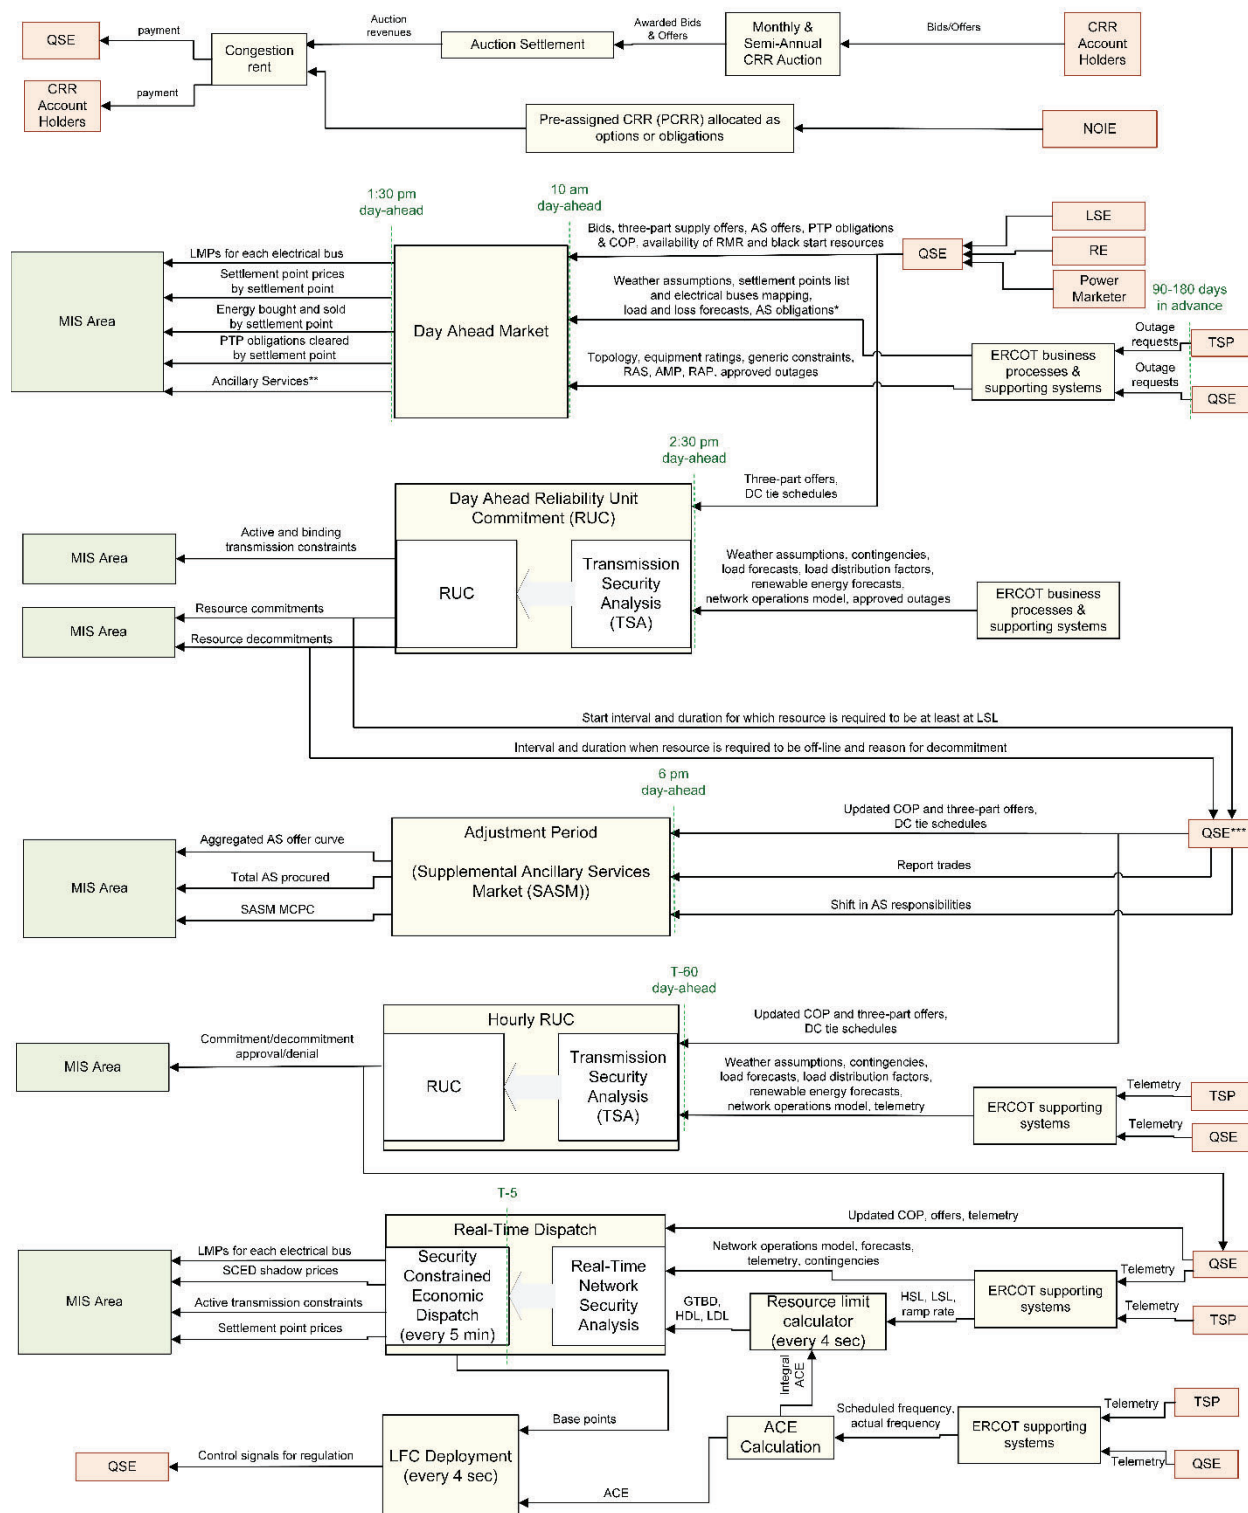 QSE
payment
Congestion
rent
Auction
revenues
Auction Settlement
Awarded Bids
& Offers
Monthly &
Semi-Annual
CRR Auction
Bids/Offers
CRR
Account
Holders
CRR
Account
Holders
payment
Pre-assigned CRR (PCRR) allocated as
options or obligations
NOIE
1:30 pm
day-ahead
10 am
day-ahead
MIS Area
LMPs for each electrical bus
Settlement point prices
by settlement point
Energy bought and sold
by settlement point
PTP obligations cleared
by settlement point
Ancillary Services**
Day Ahead Market
Bids, three-part supply offers, AS offers, PTP obligations
& COP, availability of RMR and black start resources
Weather assumptions, settlement points list
and electrical buses mapping,
load and loss forecasts, AS obligations*
Topology, equipment ratings, generic constraints,
RAS, AMP, RAP, approved outages
QSE
LSE
RE
Power
Marketer
90-180 days
in advance
ERCOT business
processes &
supporting systems
Outage
requests
TSP
Outage
requests
QSE
2:30 pm
day-ahead
Three-part offers,
DC tie schedules
Day Ahead Reliability Unit
Commitment (RUC)
RUC
Transmission
Security
Analysis
(TSA)
MIS Area
Active and binding
transmission constraints
MIS Area
Resource commitments
Resource decommitments
Weather assumptions, contingencies,
load forecasts, load distribution factors,
renewable energy forecasts,
network operations model, approved outages
ERCOT business
processes &
supporting systems
Start interval and duration for which resource is required to be at least at LSL
Interval and duration when resource is required to be off-line and reason for decommitment
6 pm
day-ahead
MIS Area
Aggregated AS offer curve
Total AS procured
SASM MCPC
Adjustment Period
(Supplemental Ancillary Services
Market (SASM))
Updated COP and three-part offers,
DC tie schedules
Report trades
Shift in AS responsibilities
QSE***
T-60
day-ahead
MIS Area
Commitment/decommitment
approval/denial
Hourly RUC
RUC
Transmission
Security
Analysis
(TSA)
Updated COP and three-part offers,
DC tie schedules
Weather assumptions, contingencies,
load forecasts, load distribution factors,
renewable energy forecasts,
network operations model, telemetry
ERCOT supporting
systems
Telemetry
TSP
Telemetry
QSE
T-5
MIS Area
LMPs for each electrical bus
SCED shadow prices
Active transmission constraints
Settlement point prices
Real-Time Dispatch
Security
Constrained
Economic
Dispatch
(every 5 min)
Real-Time
Network
Security
Analysis
Updated COP, offers, telemetry
Network operations model, forecasts,
telemetry, contingencies
GTBD,
HDL, LDL
Resource limit
calculator
(every 4 sec)
HSL, LSL,
ramp rate
ERCOT supporting
systems
Telemetry
QSE
Telemetry
TSP
Integral
ACE
Base points
QSE
Control signals for regulation
LFC Deployment
(every 4 sec)
ACE
ACE
Calculation
Scheduled frequency,
actual frequency
ERCOT supporting
systems
Telemetry
TSP
Telemetry
QSE